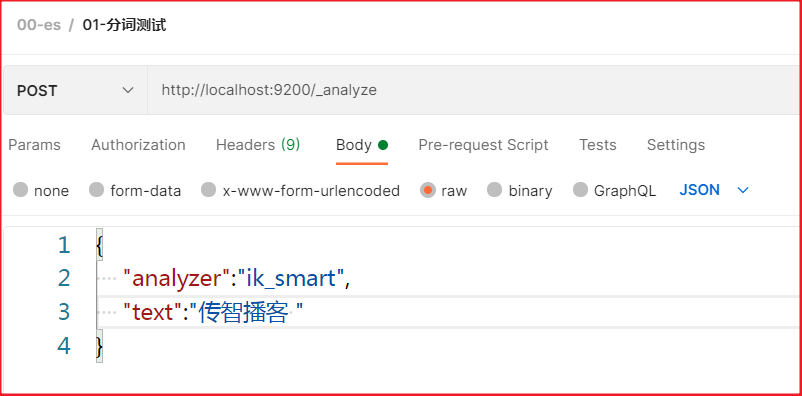 00-es / 01-分词测试
POST http://localhost:9200/_analyze
Params Authorization Headers (9) Body Pre-request Script Tests Settings
none form-data x-www-form-urlencoded raw binary GraphQL JSON
1 {
2 "analyzer":"ik_smart",
3 "text":"传智播客 "
4 }